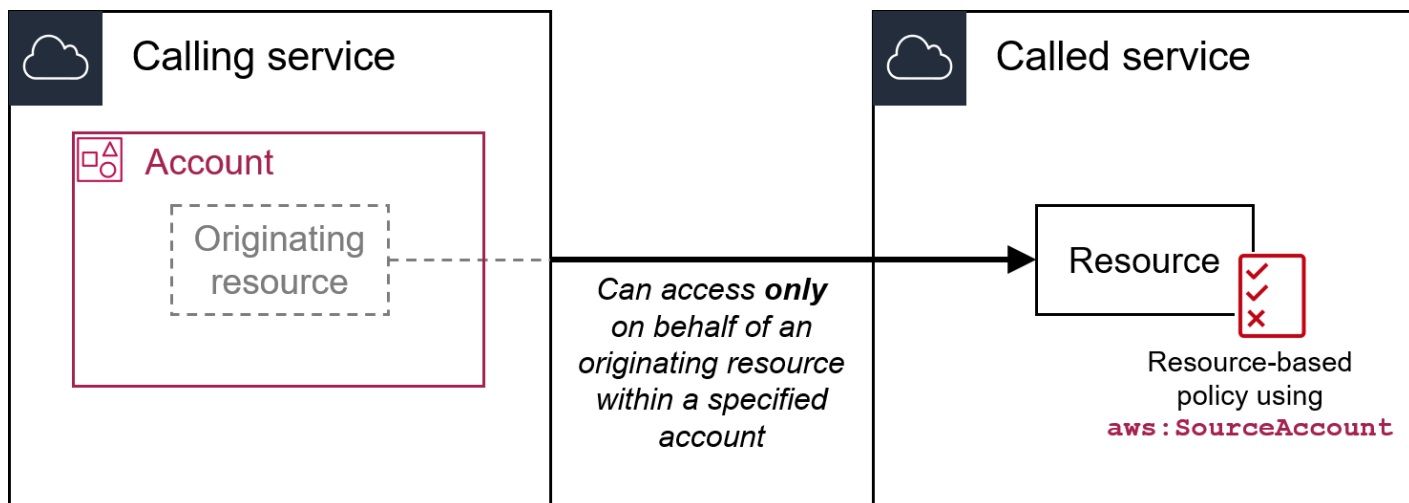 Calling service
Account
Originating
resource
Can access only
on behalf of an
originating resource
within a specified
account
Called service
Resource
Resource-based
policy using
aws:SourceAccount